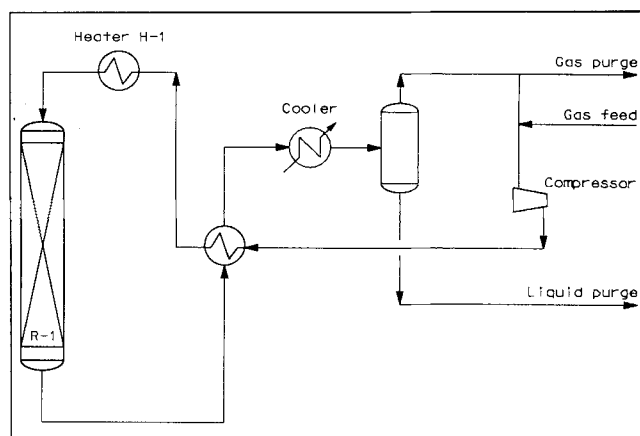 Heater H-1
Gas purge
Cooler
Gas feed
Compressor
Liquid purge
R-1